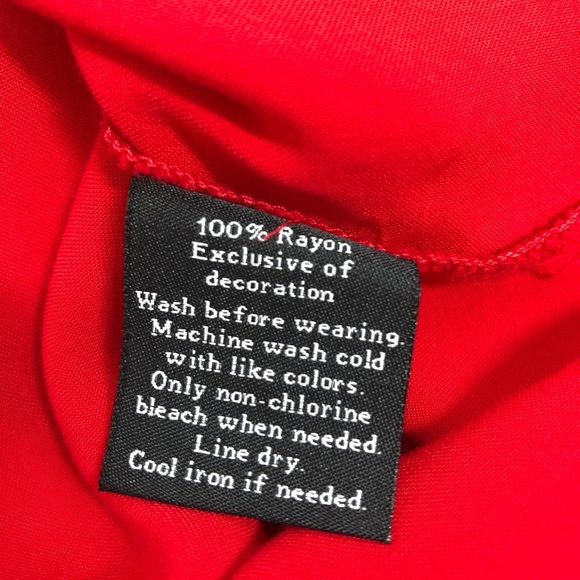 100% Rayon
Exclusive of
decoration
Wash before wearing.
Machine wash cold
with like colors.
Only non-chlorine
bleach when needed.
Line dry.
Cool iron if needed.